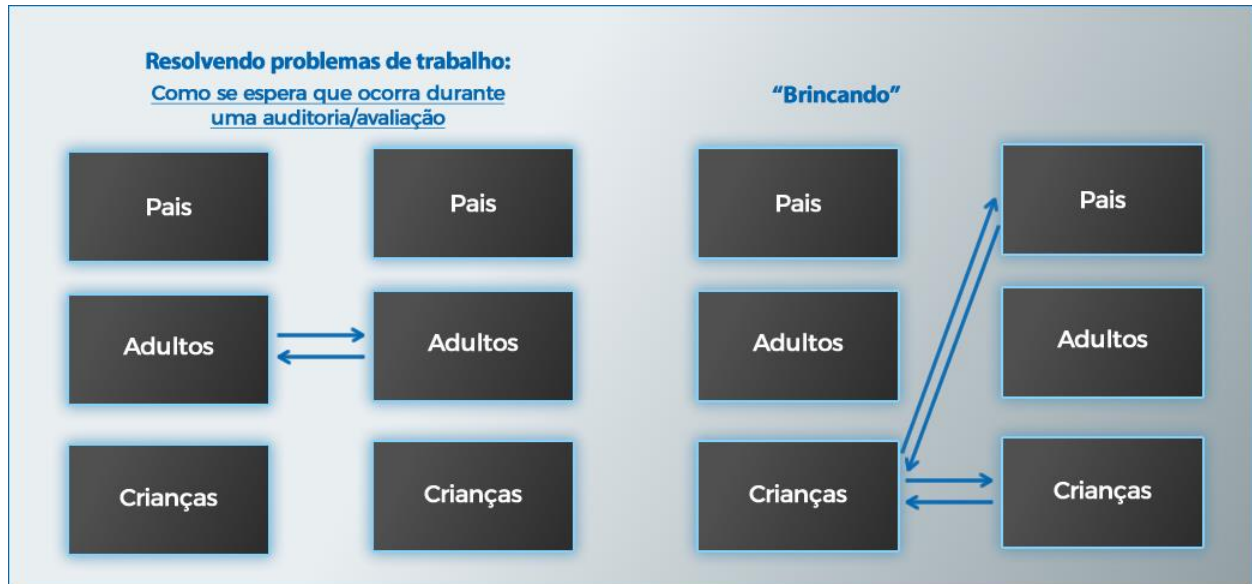 Resolvendo problemas de trabalho:
Como se espera que ocorra durante
uma auditoria/avaliação
Pais
Pais
Adultos
Adultos
Crianças
Crianças
“Brincando”
Pais
Pais
Adultos
Adultos
Crianças
Crianças